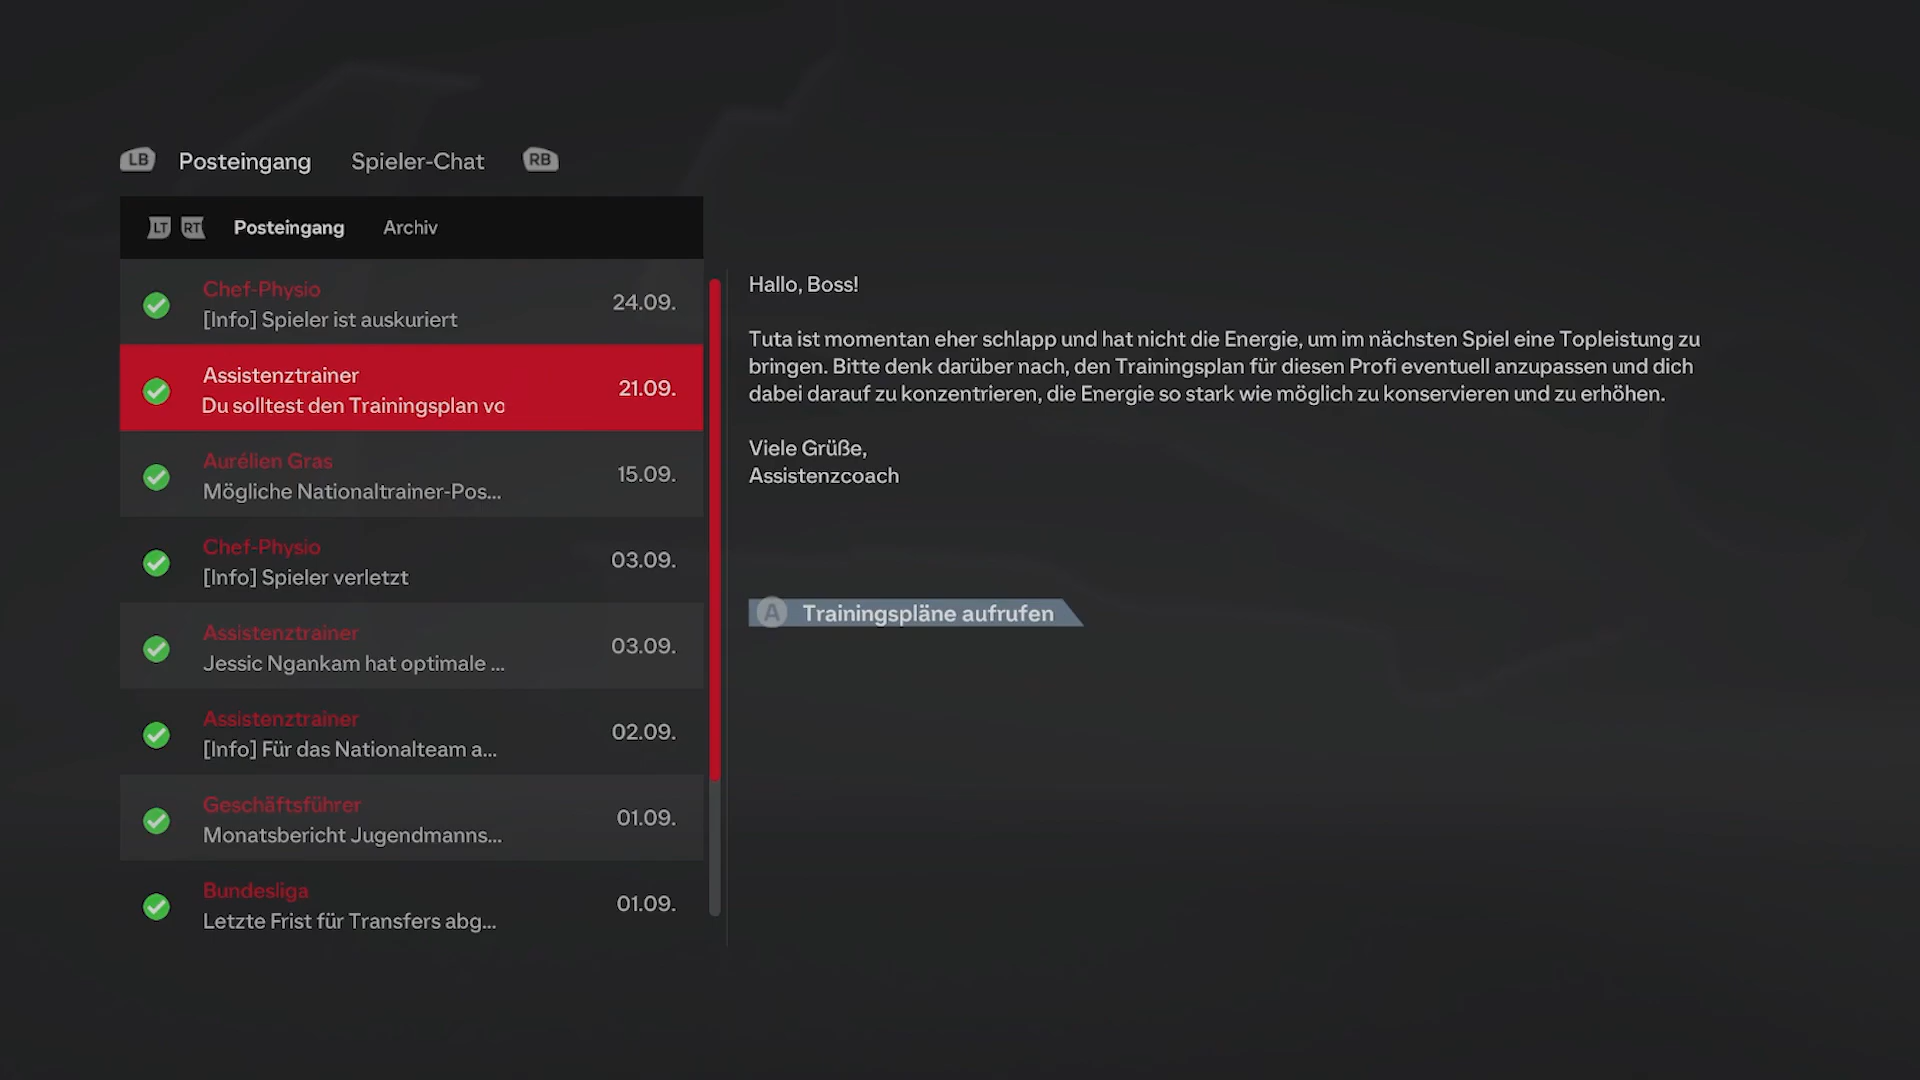 LB Posteingang Spieler-Chat RB
LT RT Posteingang Archiv
Chef-Physio
[Info] Spieler ist auskuriert
24.09.
Assistenztrainer
Du solltest den Trainingsplan vo
21.09.
Aurélien Gras
Mögliche Nationaltrainer-Pos...
15.09.
Chef-Physio
[Info] Spieler verletzt
03.09.
Assistenztrainer
Jessic Ngankam hat optimale ...
03.09.
Assistenztrainer
[Info] Für das Nationalteam a...
02.09.
Geschäftsführer
Monatsbericht Jugendmanns...
01.09.
Bundesliga
Letzte Frist für Transfers abg...
01.09.
Hallo, Boss!
Tuta ist momentan eher schlapp und hat nicht die Energie, um im nächsten Spiel eine Topleistung zu
bringen. Bitte denk darüber nach, den Trainingsplan für diesen Profi eventuell anzupassen und dich
dabei darauf zu konzentrieren, die Energie so stark wie möglich zu konservieren und zu erhöhen.
Viele Grüße,
Assistenzcoach
A Trainingspläne aufrufen